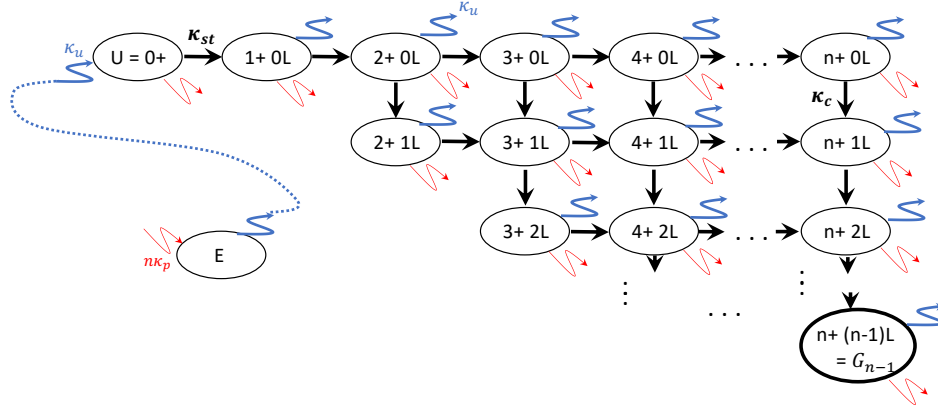 κ_u
U = 0+
κ_st
1+ 0L
2+ 0L
κ_u
3+ 0L
4+ 0L
. . .
n+ 0L
κ_c
2+ 1L
3+ 1L
4+ 1L
. . .
n+ 1L
3+ 2L
4+ 2L
. . .
n+ 2L
nκ_p
E
. . .
n+ (n-1)L
= G_{n−1}